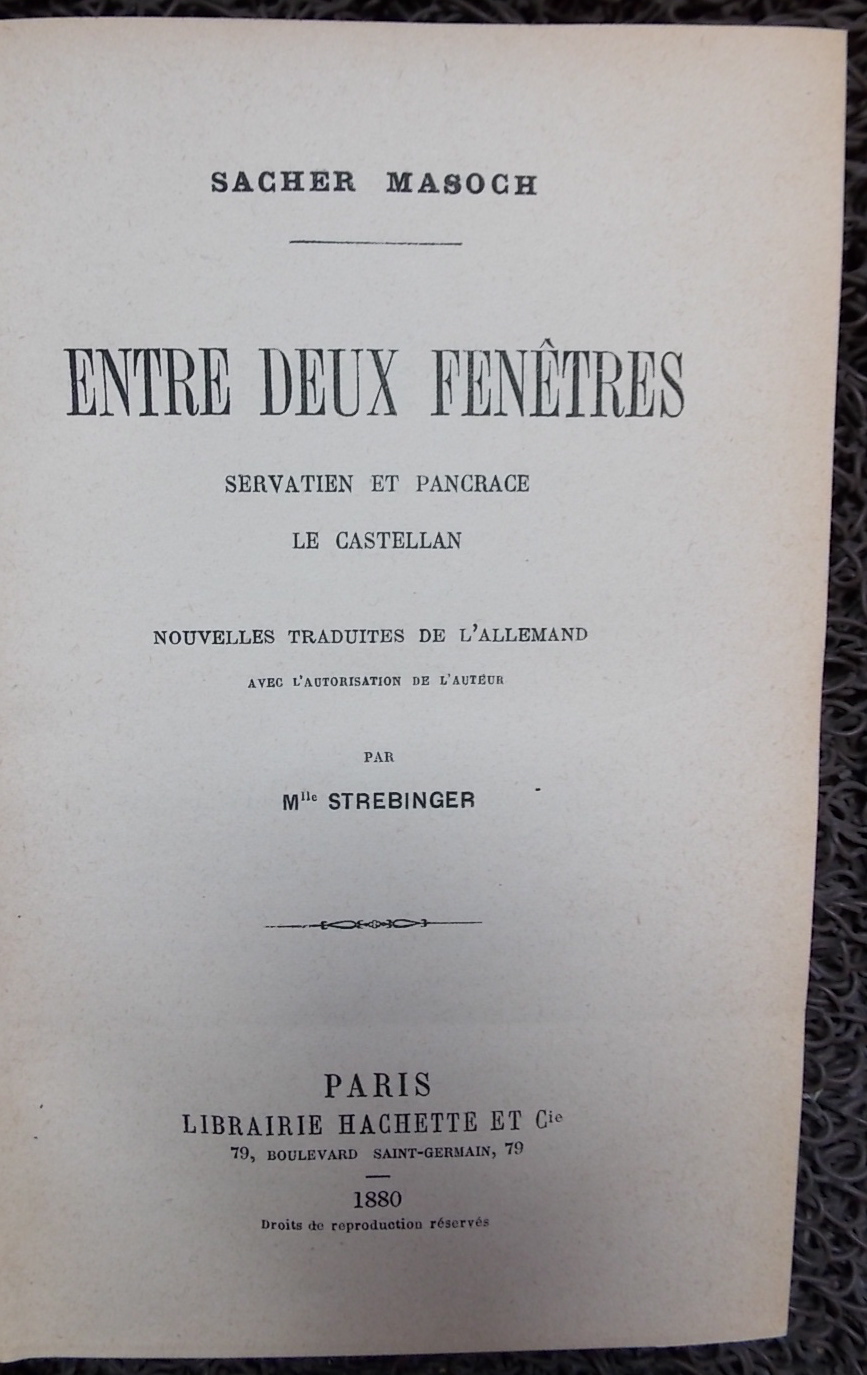 SACHER MASOCH
ENTRE DEUX FENÊTRES
SERVATIEN ET PANCRACE
LE CASTELLAN
NOUVELLES TRADUITES DE L'ALLEMAND
AVEC L'AUTORISATION DE L'AUTEUR
PAR
Mlle STREBINGER
PARIS
LIBRAIRIE HACHETTE ET Cie
79, BOULEVARD SAINT-GERMAIN, 79
1880
Droits de reproduction réservés